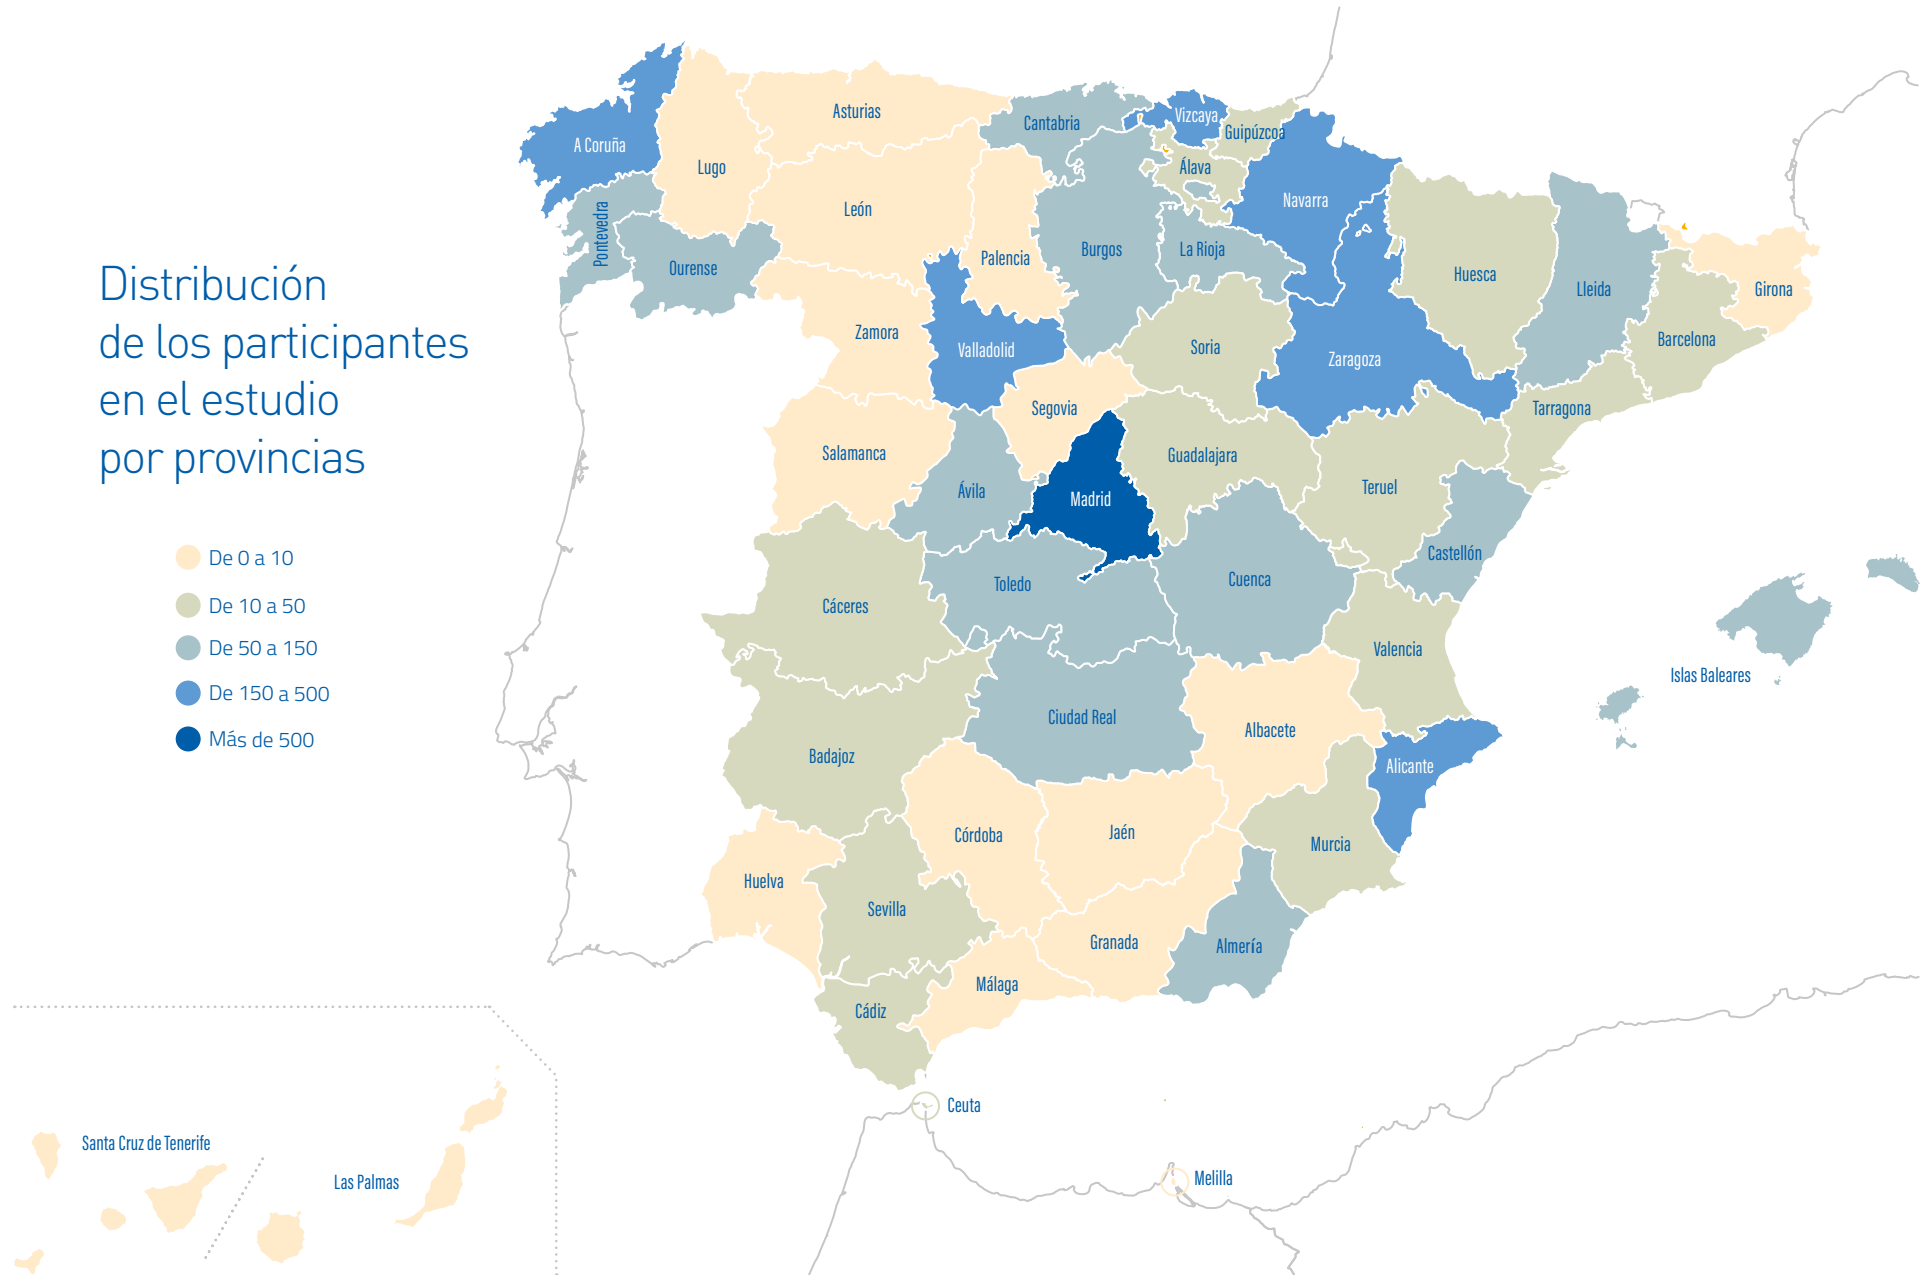 Distribución
de los participantes
en el estudio
por provincias
De 0 a 10
De 10 a 50
De 50 a 150
De 150 a 500
Más de 500
A Coruña
Lugo
Asturias
Cantabria
Vizcaya
Guipúzcoa
Álava
Navarra
Pontevedra
Ourense
León
Palencia
Burgos
La Rioja
Huesca
Lleida
Girona
Barcelona
Zamora
Valladolid
Soria
Zaragoza
Tarragona
Segovia
Salamanca
Ávila
Madrid
Guadalajara
Teruel
Castellón
Cáceres
Toledo
Cuenca
Valencia
Islas Baleares
Badajoz
Ciudad Real
Albacete
Alicante
Huelva
Córdoba
Jaén
Murcia
Sevilla
Granada
Almería
Málaga
Cádiz
Ceuta
Melilla
Santa Cruz de Tenerife
Las Palmas